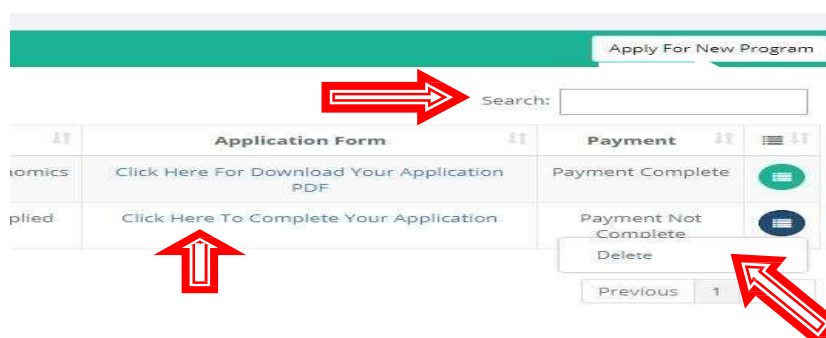 Apply For New Program
Search:
Application Form Payment
nomics Click Here For Download Your Application Payment Complete
PDF
plied Click Here To Complete Your Application Payment Not
Complete
Delete
Previous 1